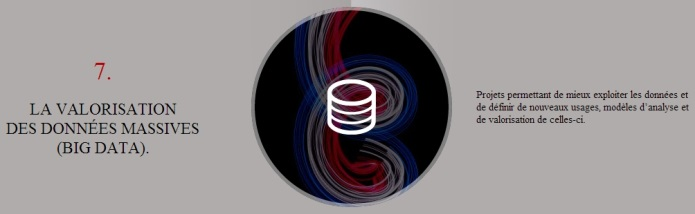 7.
LA VALORISATION
DES DONNÉES MASSIVES
(BIG DATA).
Projets permettant de mieux exploiter les données et
de définir de nouveaux usages, modèles d'analyse et
de valorisation de celles-ci.